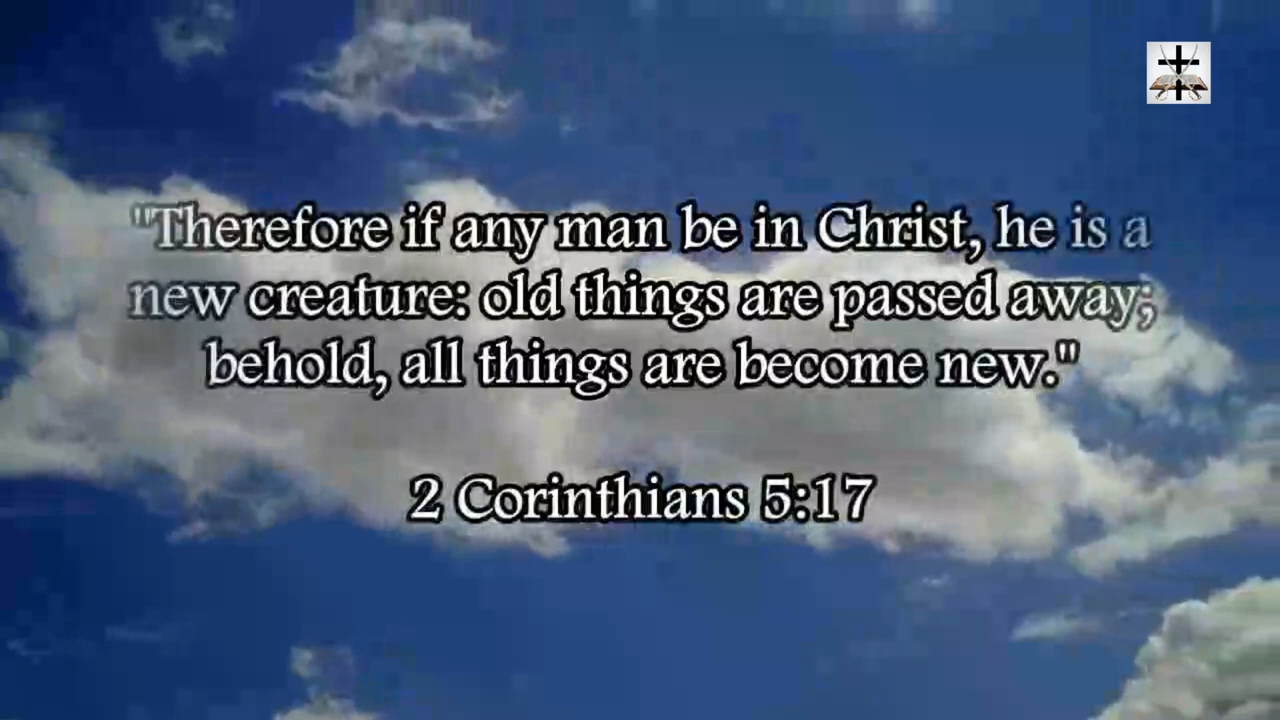 "Therefore if any man be in Christ, he is a
new creature: old things are passed away;
behold, all things are become new."
2 Corinthians 5:17